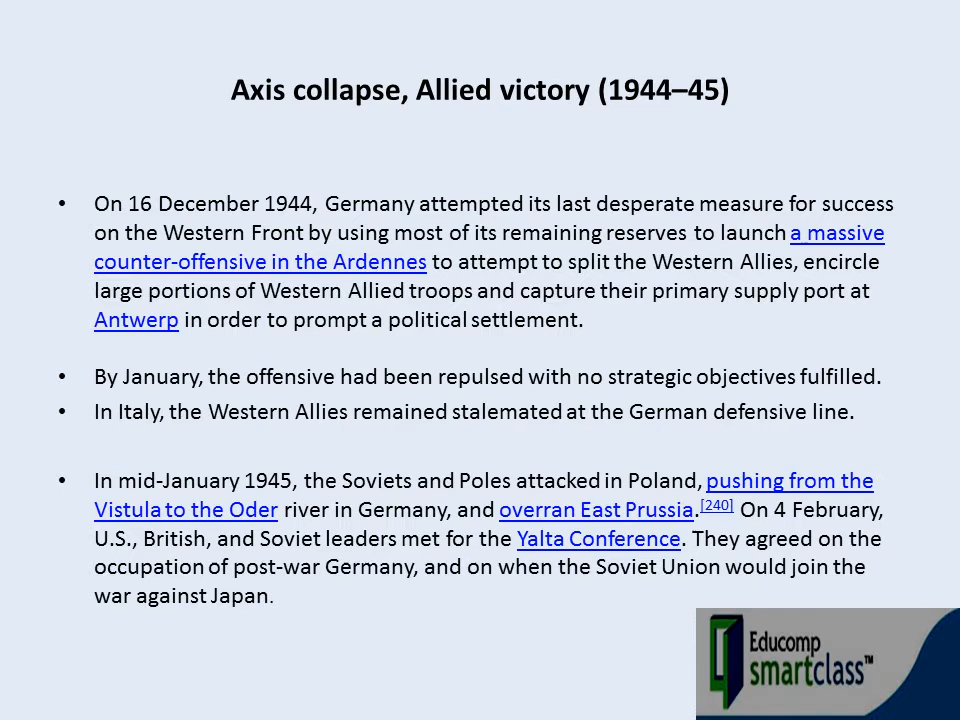 Axis collapse, Allied victory (1944–45)
• On 16 December 1944, Germany attempted its last desperate measure for success
on the Western Front by using most of its remaining reserves to launch a massive
counter-offensive in the Ardennes to attempt to split the Western Allies, encircle
large portions of Western Allied troops and capture their primary supply port at
Antwerp in order to prompt a political settlement.
• By January, the offensive had been repulsed with no strategic objectives fulfilled.
• In Italy, the Western Allies remained stalemated at the German defensive line.
• In mid-January 1945, the Soviets and Poles attacked in Poland, pushing from the
Vistula to the Oder river in Germany, and overran East Prussia.[240] On 4 February,
U.S., British, and Soviet leaders met for the Yalta Conference. They agreed on the
occupation of post-war Germany, and on when the Soviet Union would join the
war against Japan.
Educomp
smartclass™